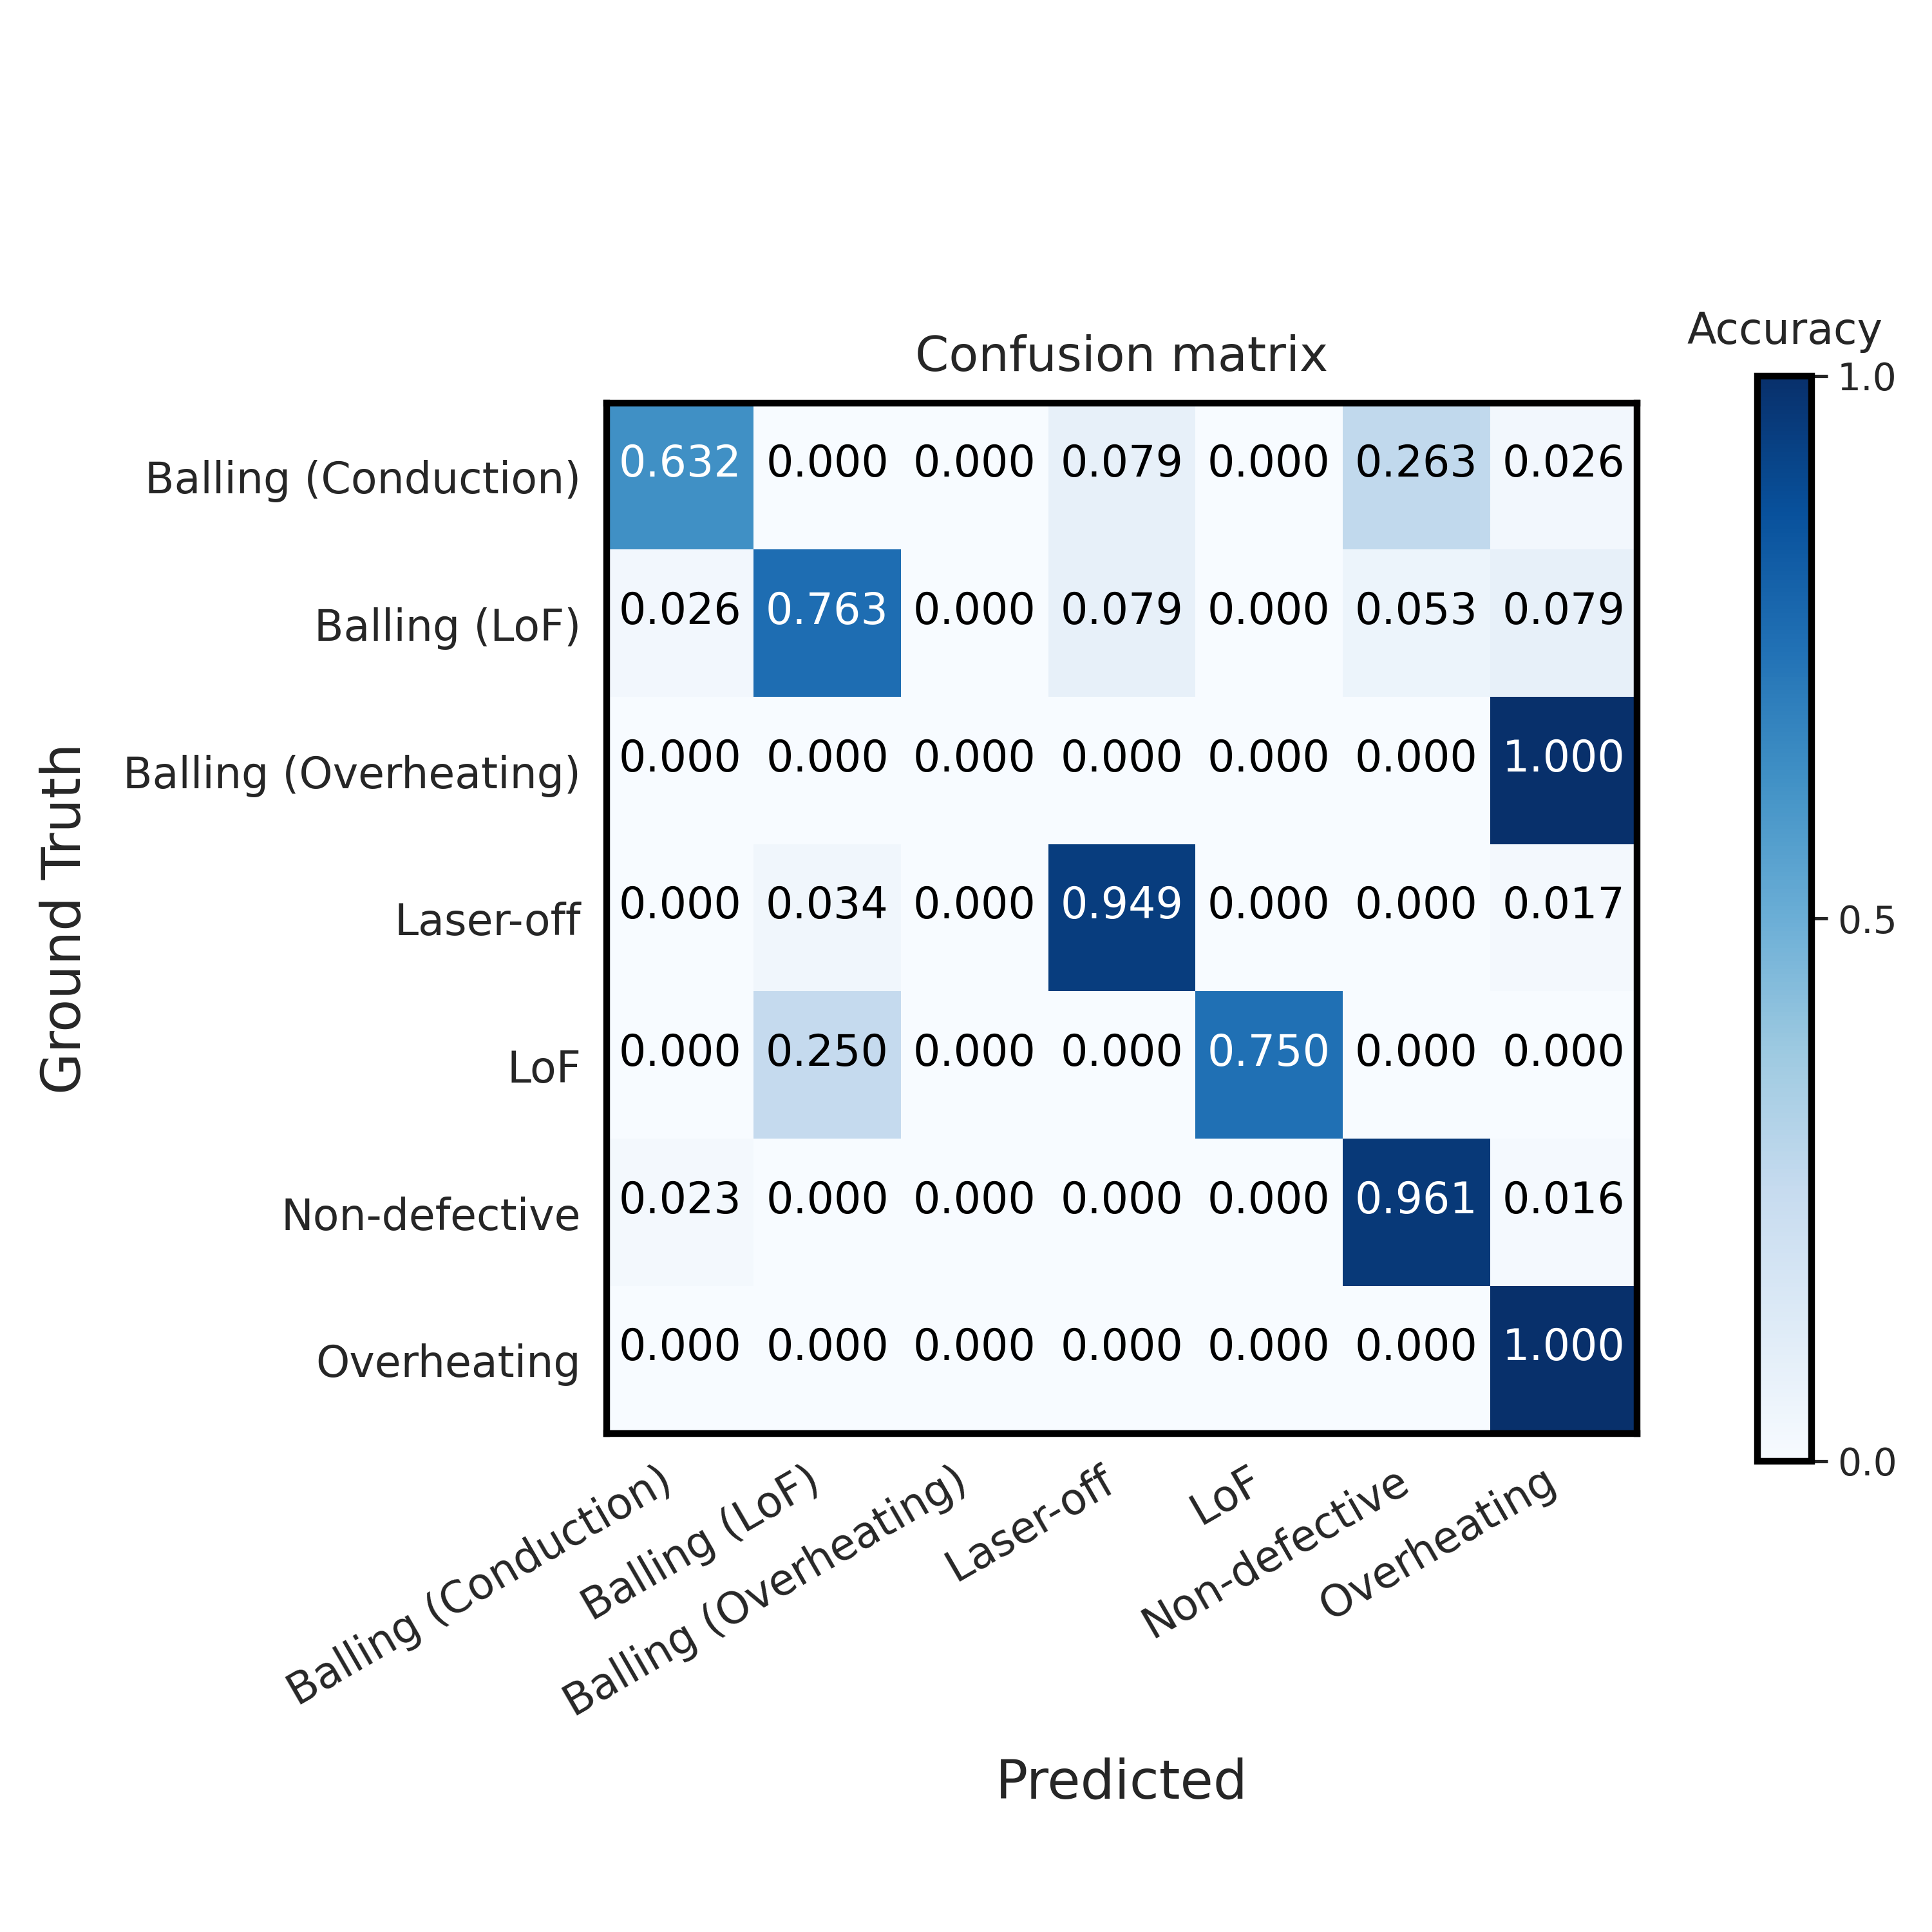 Accuracy
Confusion matrix
1.0
0.5
0.0
Ground Truth
Balling (Conduction) 0.632 0.000 0.000 0.079 0.000 0.263 0.026
Balling (LoF) 0.026 0.763 0.000 0.079 0.000 0.053 0.079
Balling (Overheating) 0.000 0.000 0.000 0.000 0.000 0.000 1.000
Laser-off 0.000 0.034 0.000 0.949 0.000 0.000 0.017
LoF 0.000 0.250 0.000 0.000 0.750 0.000 0.000
Non-defective 0.023 0.000 0.000 0.000 0.000 0.961 0.016
Overheating 0.000 0.000 0.000 0.000 0.000 0.000 1.000
Balling (Conduction)
Balling (LoF)
Balling (Overheating)
Laser-off
LoF
Non-defective
Overheating
Predicted